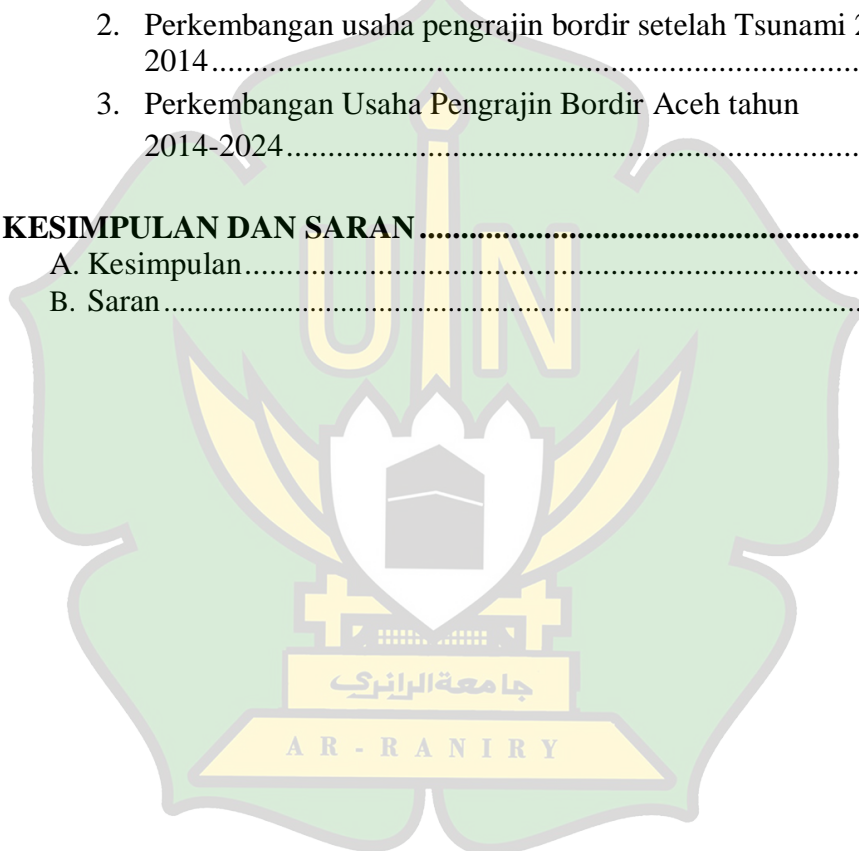 2. Perkembangan usaha pengrajin bordir setelah Tsunami
2014........................................................................
3. Perkembangan Usaha Pengrajin Bordir Aceh tahun
2014-2024..............................................................
KESIMPULAN DAN SARAN................................................
A. Kesimpulan..................................................................
B. Saran...........................................................................
UIN
جامعة الرانري
AR-RANIRY